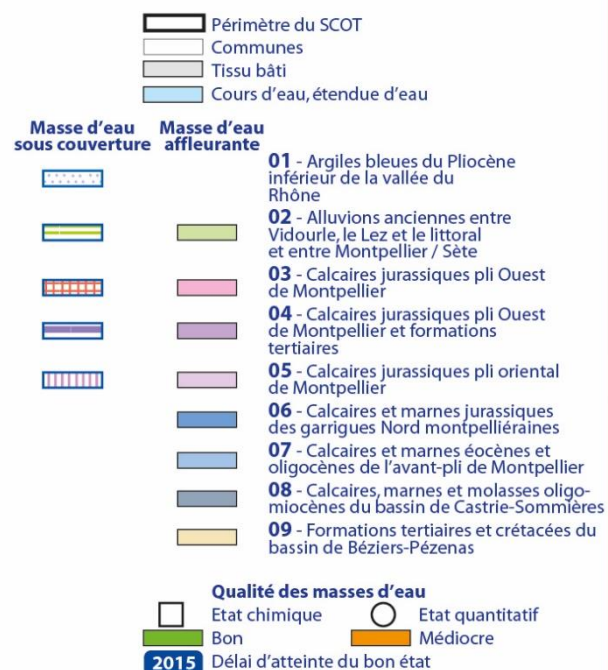 Périmètre du SCOT
Communes
Tissu bâti
Cours d'eau, étendue d'eau
Masse d'eau sous couverture
Masse d'eau affleurante
01 - Argiles bleues du Pliocène
inférieur de la vallée du
Rhône
02 - Alluvions anciennes entre
Vidourle, le Lez et le littoral
et entre Montpellier / Sète
03 - Calcaires jurassiques pli Ouest
de Montpellier
04 - Calcaires jurassiques pli Ouest
de Montpellier et formations
tertiaires
05 - Calcaires jurassiques pli oriental
de Montpellier
06 - Calcaires et marnes jurassiques
des garrigues Nord montpelliéraines
07 - Calcaires et marnes éocènes et
oligocènes de l'avant-pli de Montpellier
08 - Calcaires, marnes et molasses oligo-
miocènes du bassin de Castrie-Sommières
09 - Formations tertiaires et crétacées du
bassin de Béziers-Pézenas
Qualité des masses d'eau
Etat chimique Etat quantitatif
Bon Médiocre
2015 Délai d'atteinte du bon état